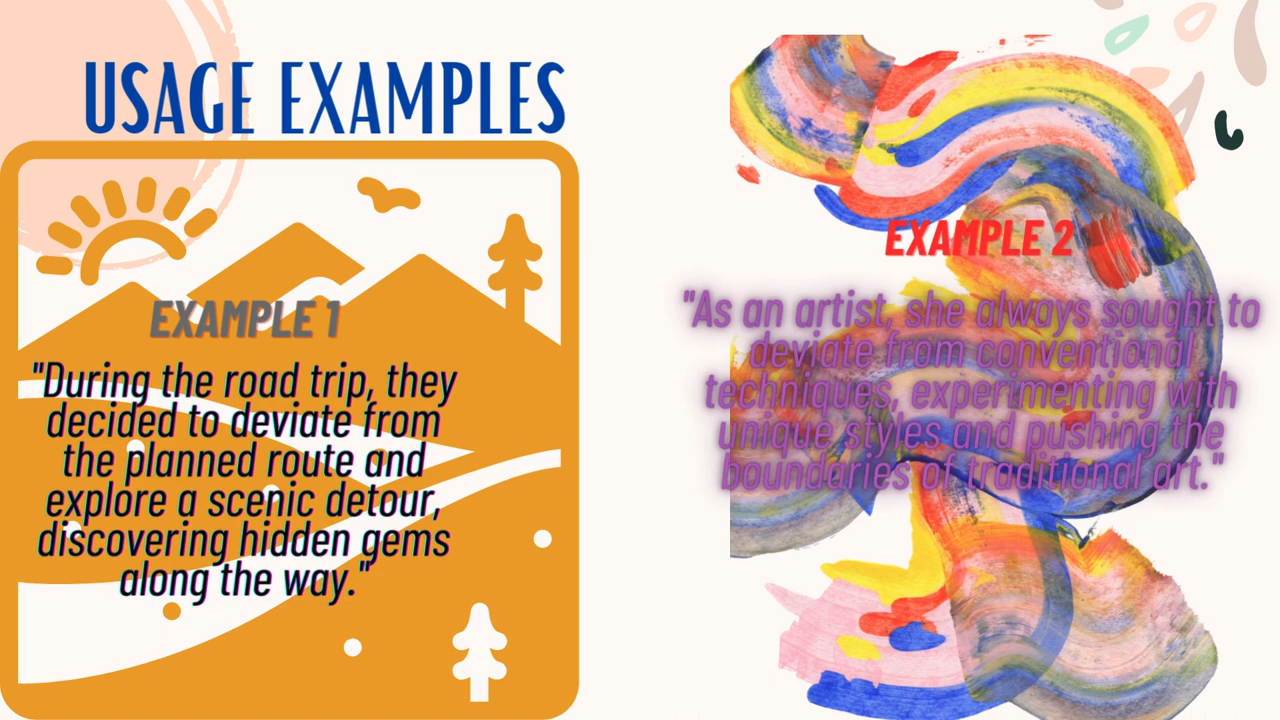 USAGE EXAMPLES
EXAMPLE 1
"During the road trip, they
decided to deviate from
the planned route and
explore a scenic detour,
discovering hidden gems
along the way."
EXAMPLE 2
"As an artist, she always sought to
deviate from conventional
techniques, experimenting with
unique styles and pushing the
boundaries of traditional art."